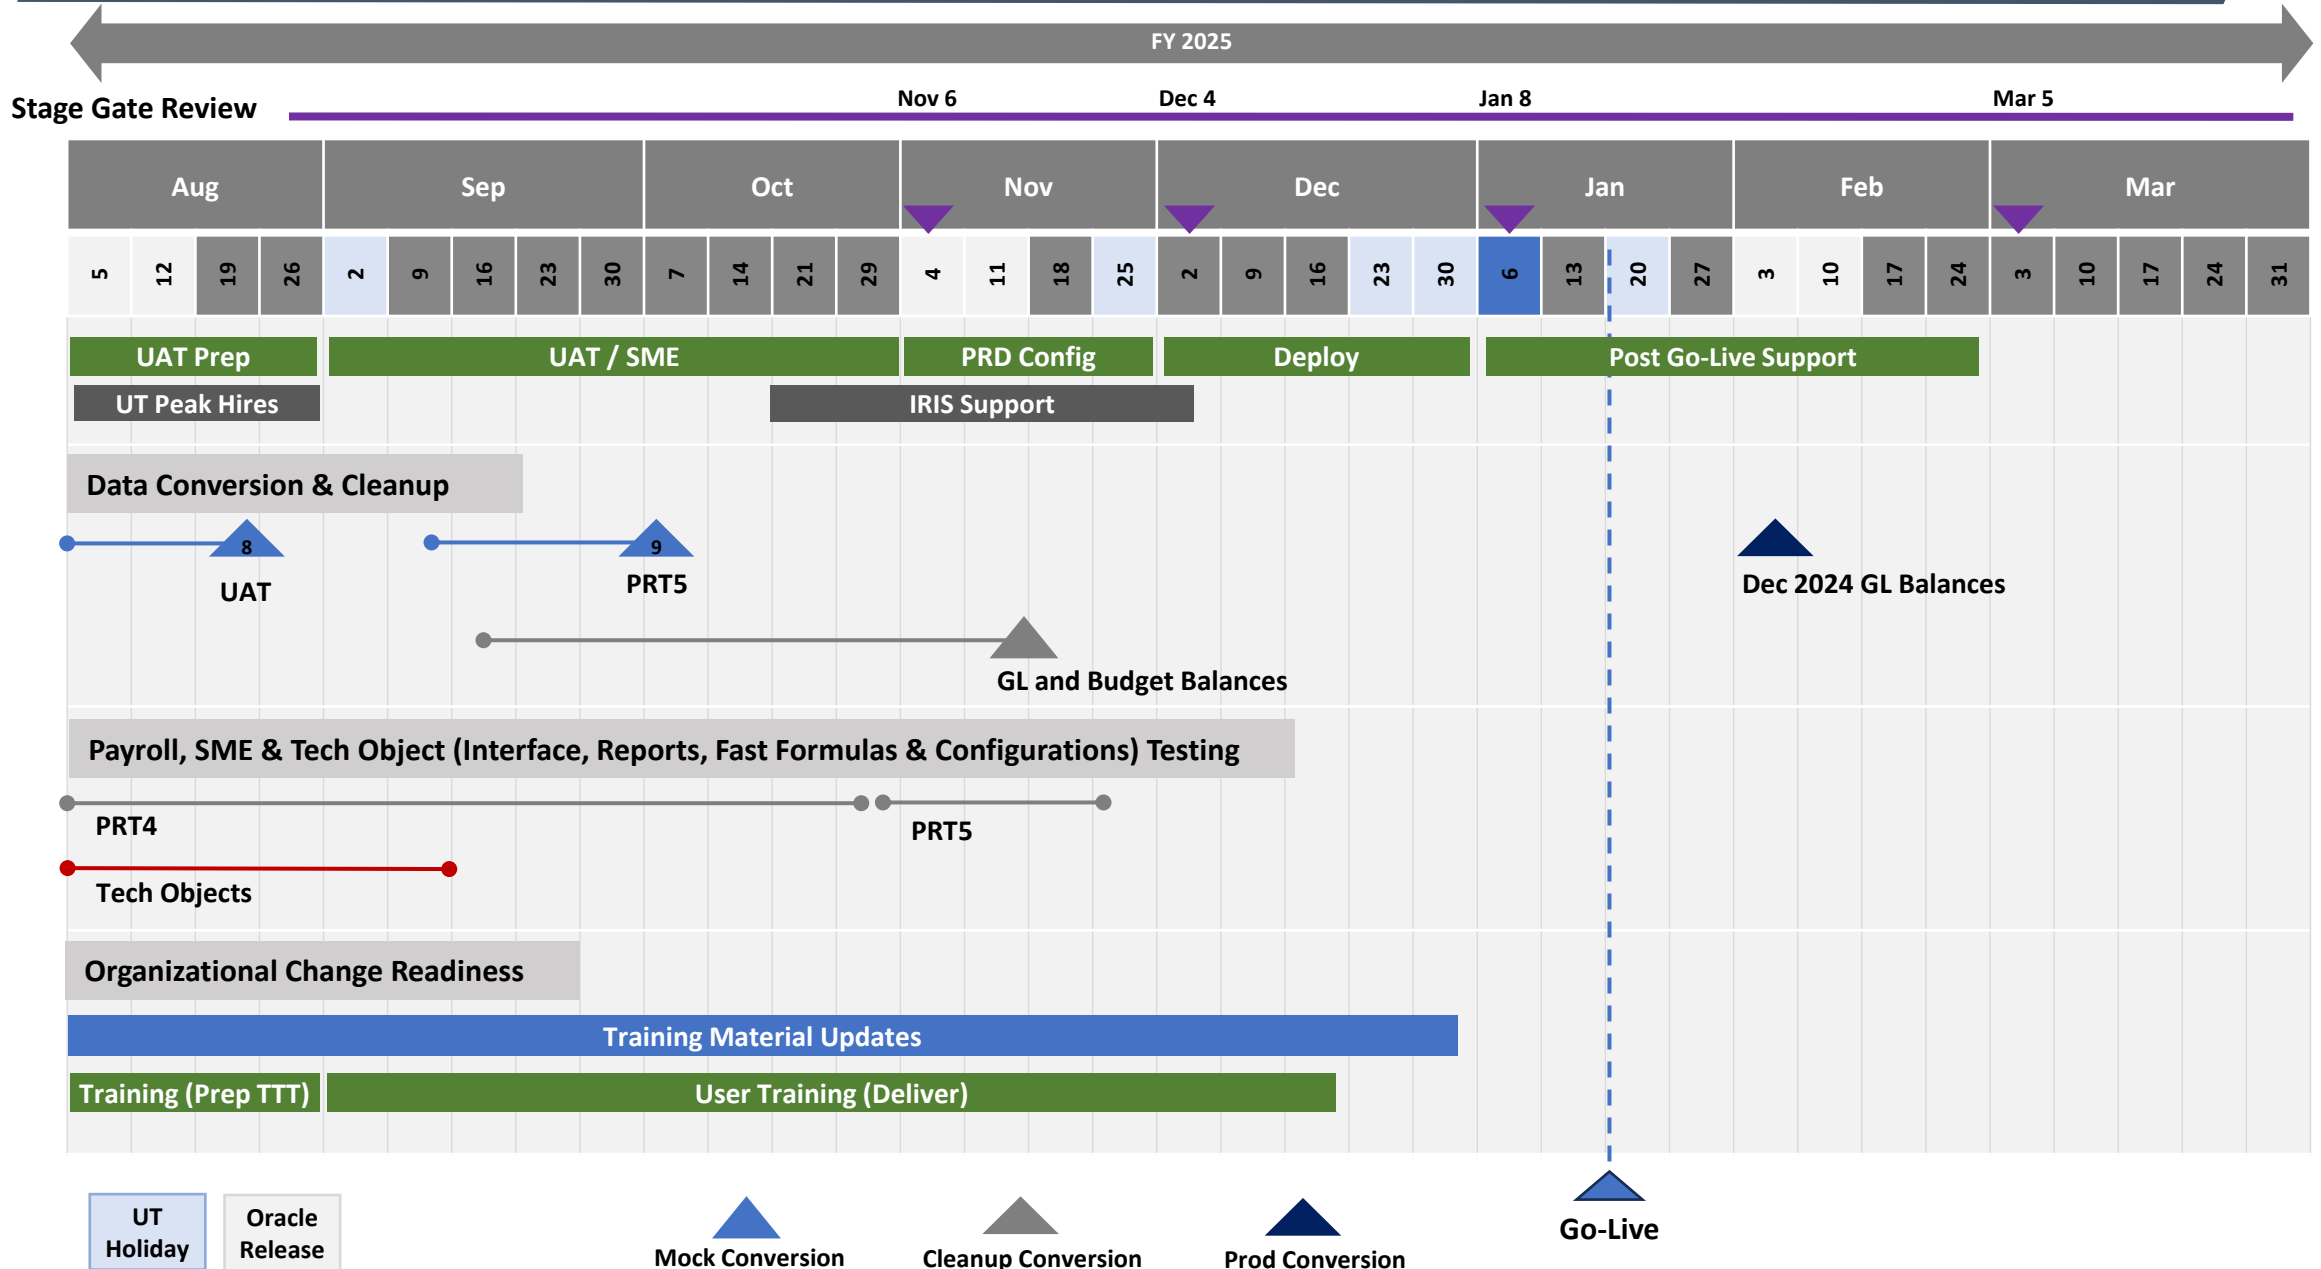 FY 2025
Nov 6 Dec 4 Jan 8 Mar 5
Stage Gate Review
Aug Sep Oct Nov Dec Jan Feb Mar
5 12 19 26 2 9 16 23 30 7 14 21 29 4 11 18 25 2 9 16 23 30 6 13 20 27 3 10 17 24 3 10 17 24 31
UAT Prep UAT / SME PRD Config Deploy Post Go-Live Support
UT Peak Hires IRIS Support
Data Conversion & Cleanup
8 9
UAT PRT5 Dec 2024 GL Balances
GL and Budget Balances
Payroll, SME & Tech Object (Interface, Reports, Fast Formulas & Configurations) Testing
PRT4 PRT5
Tech Objects
Organizational Change Readiness
Training Material Updates
Training (Prep TTT) User Training (Deliver)
UT
Holiday
Oracle
Release
Mock Conversion
Cleanup Conversion
Prod Conversion
Go-Live